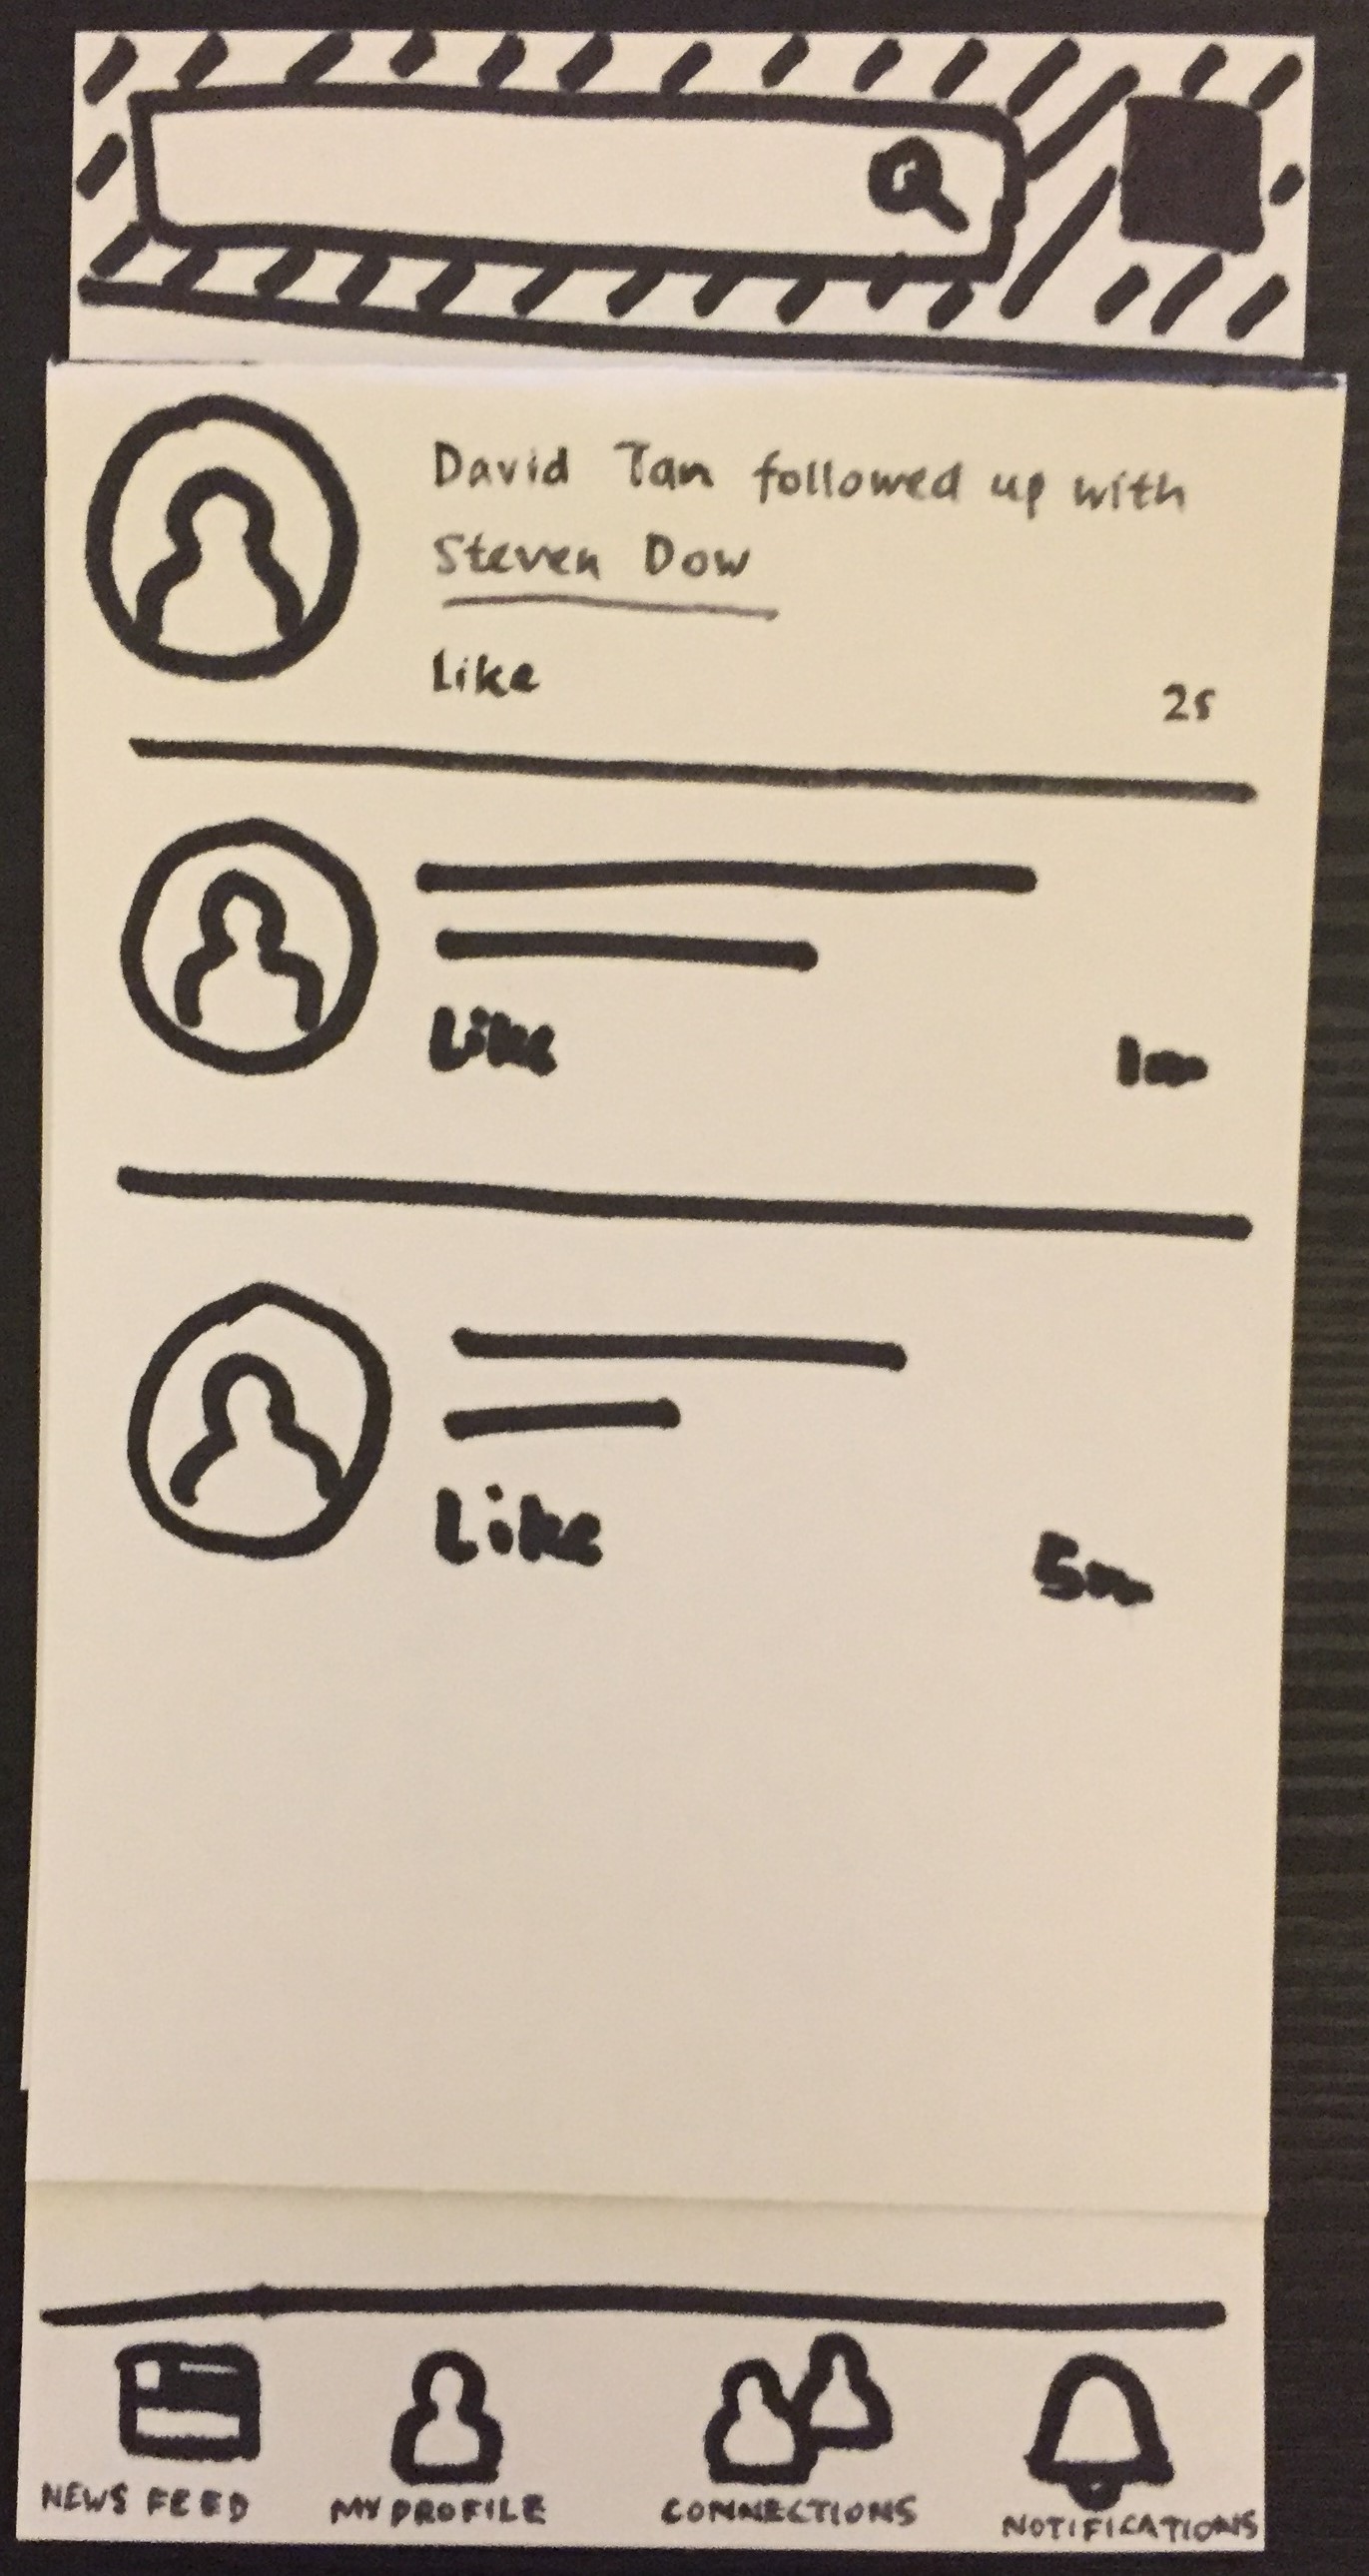 David Tan followed up with
Steven Dow
Like
2s
Like
1m
Like
5m
NEWS FEED
MY PROFILE
CONNECTIONS
NOTIFICATIONS